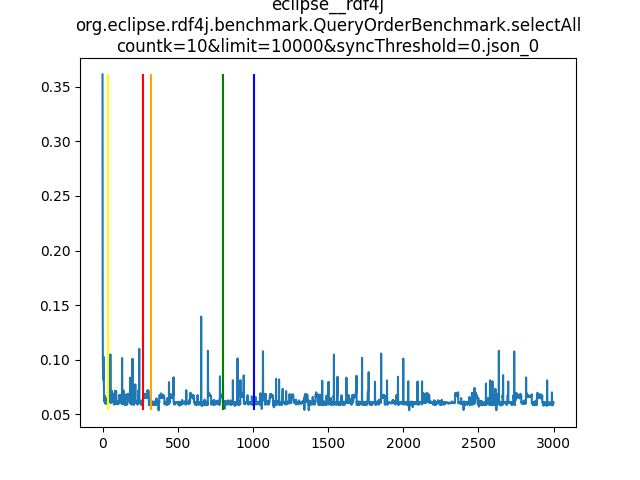 eclipse__rdf4j
org.eclipse.rdf4j.benchmark.QueryOrderBenchmark.selectAll
countk=10&limit=10000&syncThreshold=0.json_0
0.35
0.30
0.25
0.20
0.15
0.10
0.05
0 500 1000 1500 2000 2500 3000